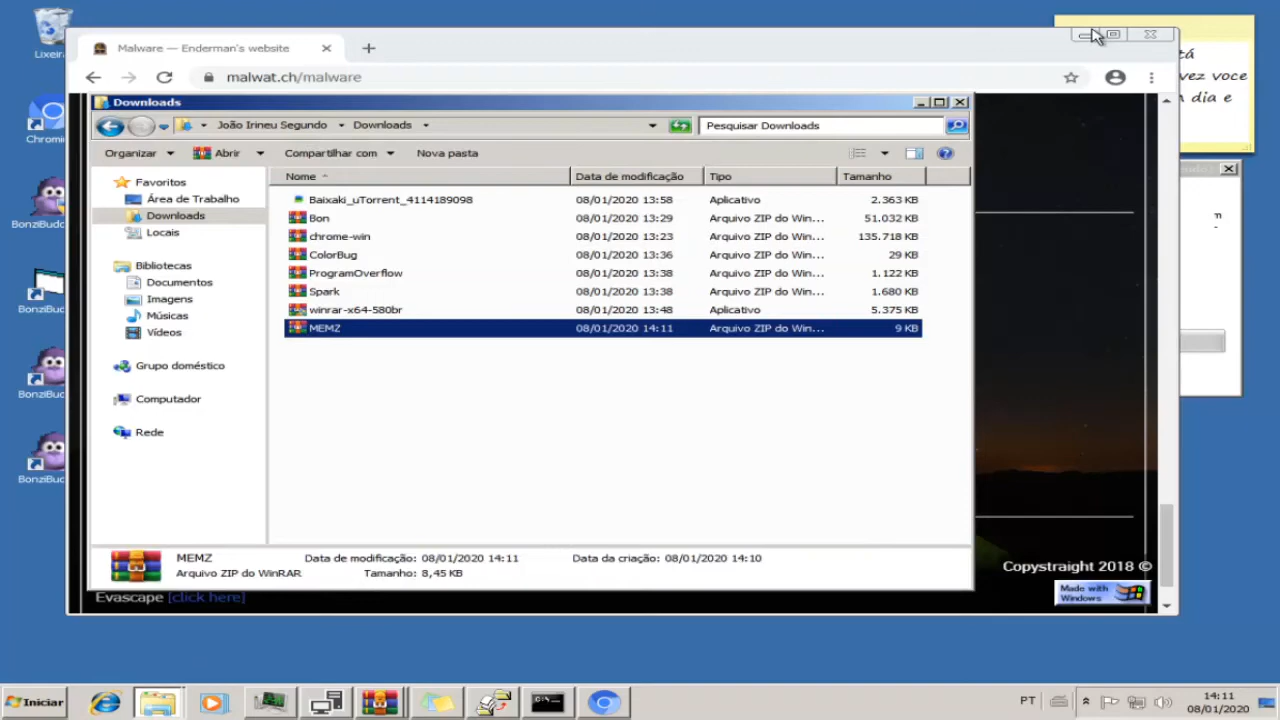 Lixeira
Chromi
BonziBudd
BonziBud
BonziBuc
BonziBuc
Malware — Enderman's website
malwat.ch/malware
tá
vez voce
dia e
Downloads
João Irineu Segundo
Downloads
Pesquisar Downloads
Organizar
Abrir
Compartilhar com
Nova pasta
Nome
Data de modificação
Tipo
Tamanho
Favoritos
Área de Trabalho
Downloads
Locais
Bibliotecas
Documentos
Imagens
Músicas
Vídeos
Grupo doméstico
Computador
Rede
Baixaki_uTorrent_4114189098 08/01/2020 13:58 Aplicativo 2.363 KB
Bon 08/01/2020 13:29 Arquivo ZIP do Win... 51.032 KB
chrome-win 08/01/2020 13:23 Arquivo ZIP do Win... 135.718 KB
ColorBug 08/01/2020 13:36 Arquivo ZIP do Win... 29 KB
ProgramOverflow 08/01/2020 13:38 Arquivo ZIP do Win... 1.122 KB
Spark 08/01/2020 13:38 Arquivo ZIP do Win... 1.680 KB
winrar-x64-580br 08/01/2020 13:48 Aplicativo 5.375 KB
MEMZ 08/01/2020 14:11 Arquivo ZIP do Win... 9 KB
MEMZ Data de modificação: 08/01/2020 14:11 Data da criação: 08/01/2020 14:10
Arquivo ZIP do WinRAR Tamanho: 8,45 KB
Copystraight 2018 ©
Made with
Windows
Evascape [click here]
Iniciar
PT
14:11
08/01/2020